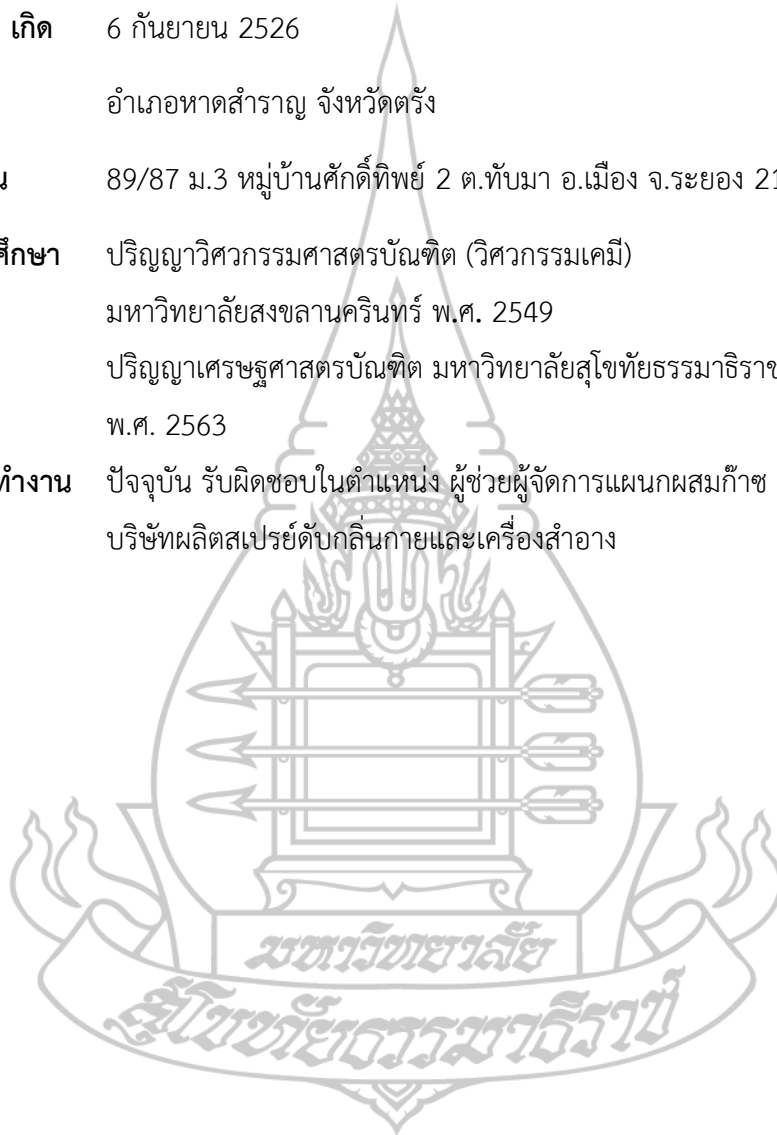 เกิด 6 กันยายน 2526
อำเภอหาดสำราญ จังหวัดตรัง
89/87 ม.3 หมู่บ้านศักดิ์ทิพย์ 2 ต.ทับมา อ.เมือง จ.ระยอง
ปริญญาวิศวกรรมศาสตรบัณฑิต (วิศวกรรมเคมี)
มหาวิทยาลัยสงขลานครินทร์ พ.ศ. 2549
ปริญญาเศรษฐศาสตรบัณฑิต มหาวิทยาลัยสุโขทัยธรรมาธิราช
พ.ศ. 2563
ทำงาน ปัจจุบัน รับผิดชอบในตำแหน่ง ผู้ช่วยผู้จัดการแผนกผสมก๊าซ
บริษัทผลิตสเปรย์ดับกลิ่นกายและเครื่องสำอาง
มหาวิทยาลัย
สุโขทัยธรรมาธิราช